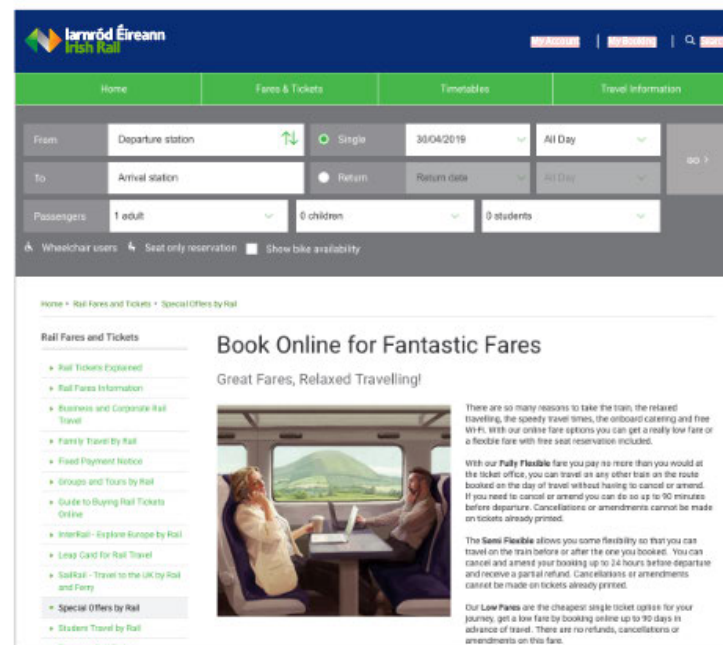 Iarnród Éireann
Irish Rail
My Account | My Booking |
Home Fares & Tickets Timetables Travel Information
From Departure station Single 30/04/2019 All Day
GO >
To Arrival station Return Return date All Day
Passengers 1 adult 0 children 0 students
Wheelchair users Seat only reservation Show bike availability
Home • Rail Fares and Tickets • Special Offers by Rail
Rail Fares and Tickets
Rail Tickets Explained
Rail Fares Information
Business and Corporate Rail
Travel
Family Travel by Rail
Fixed Payment Notice
Groups and Tours by Rail
Guide to Buying Rail Tickets
Online
InterRail - Explore Europe by Rail
Leap Card for Rail Travel
SailRail - Travel to the UK by Rail
and Ferry
Special Offers by Rail
Student Travel by Rail
Book Online for Fantastic Fares
Great Fares, Relaxed Travelling!
There are so many reasons to take the train, the relaxed
travelling, the speedy travel times, the onboard catering and free
Wi-Fi. With our online fare options you can get a really low fare or
a flexible fare with free seat reservation included.
With our Fully Flexible fare you pay no more than you would at
the ticket office, you can travel on any other train on the route
booked on the day of travel without having to cancel or amend.
If you need to cancel or amend you can do so up to 90 minutes
before departure. Cancellations or amendments cannot be made
on tickets already printed.
The Semi Flexible allows you some flexibility so that you can
travel on the train before or after the one you booked. You can
cancel and amend your booking up to 24 hours before departure
and receive a partial refund. Cancellations or amendments
cannot be made on tickets already printed.
Our Low Fares are the cheapest single ticket option for your
journey, get a low fare by booking online up to 90 days in
advance of travel. There are no refunds, cancellations or
amendments on this fare.